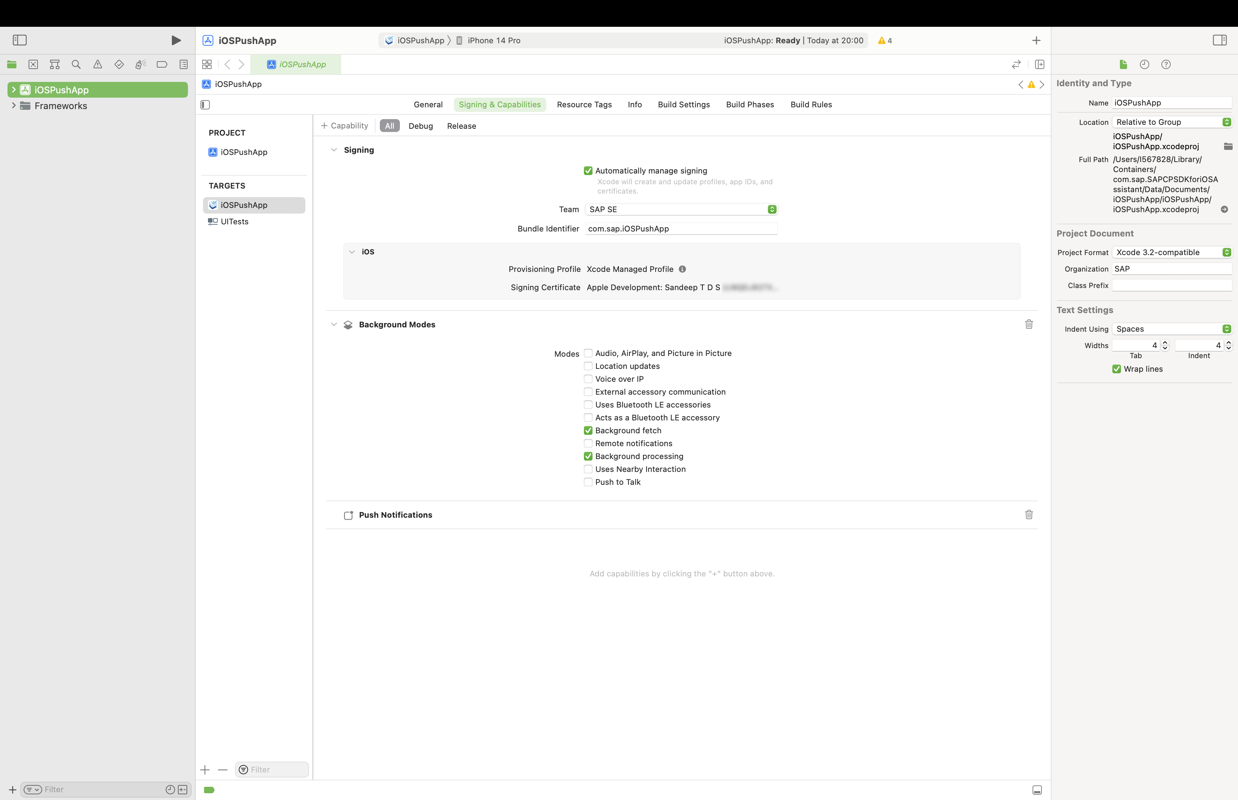 iOSPushApp
iOSPushApp
iPhone 14 Pro
iOSPushApp: Ready | Today at 20:00
4
iOSPushApp
iOSPushApp
Frameworks
iOSPushApp
General
Signing & Capabilities
Resource Tags
Info
Build Settings
Build Phases
Build Rules
PROJECT
iOSPushApp
TARGETS
iOSPushApp
UITests
Filter
+ Capability
All
Debug
Release
Signing
Automatically manage signing
Xcode will create and update profiles, app IDs, and
certificates.
Team
SAP SE
Bundle Identifier
com.sap.iOSPushApp
iOS
Provisioning Profile
Xcode Managed Profile
Signing Certificate
Apple Development: Sandeep T D S
Background Modes
Modes
Audio, AirPlay, and Picture in Picture
Location updates
Voice over IP
External accessory communication
Uses Bluetooth LE accessories
Acts as a Bluetooth LE accessory
Background fetch
Remote notifications
Background processing
Uses Nearby Interaction
Push to Talk
Push Notifications
Add capabilities by clicking the "+" button above.
Filter
Identity and Type
Name
iOSPushApp
Location
Relative to Group
iOSPushApp/
iOSPushApp.xcodeproj
Full Path
/Users/I567828/Library/
Containers/
com.sap.SAPCPSDKforiOSA
ssistant/Data/Documents/
iOSPushApp/iOSPushApp/
iOSPushApp.xcodeproj
Project Document
Project Format
Xcode 3.2-compatible
Organization
SAP
Class Prefix
Text Settings
Indent Using
Spaces
Widths
4
4
Tab
Indent
Wrap lines